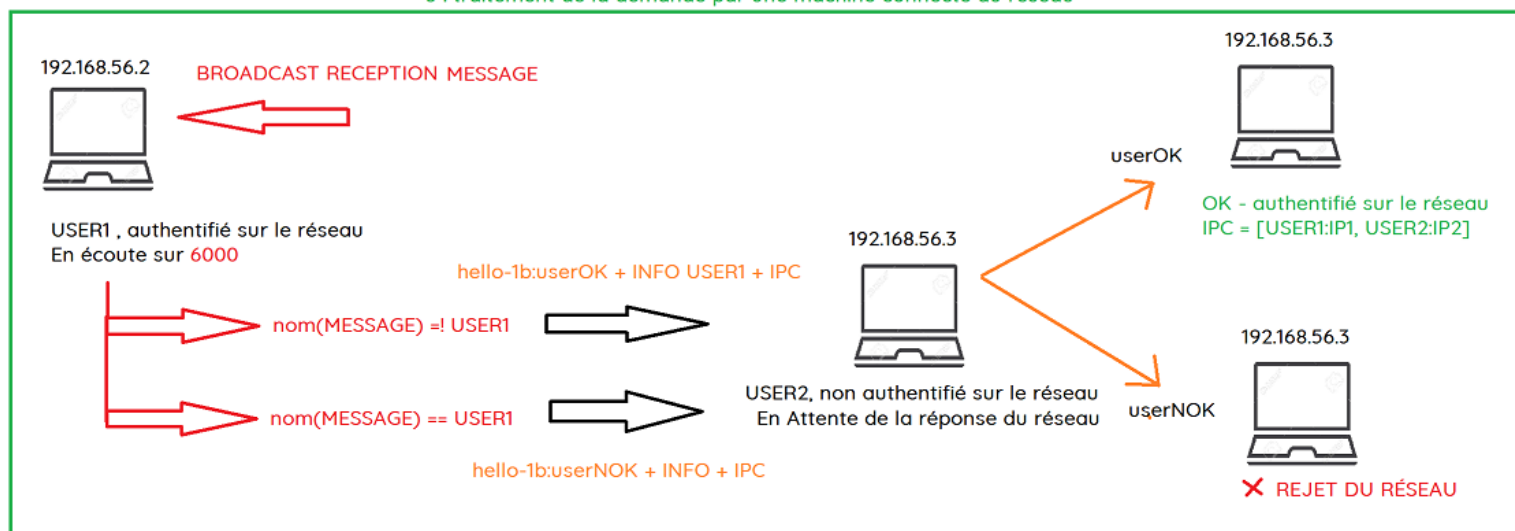 192.168.56.2
BROADCAST RECEPTION MESSAGE
USER1 , authentifié sur le réseau
En écoute sur 6000
nom(MESSAGE) =! USER1
nom(MESSAGE) == USER1
hello-1b:userOK + INFO USER1 + IPC
hello-1b:userNOK + INFO + IPC
192.168.56.3
USER2, non authentifié sur le réseau
En Attente de la réponse du réseau
userOK
192.168.56.3
OK - authentifié sur le réseau
IPC = [USER1:IP1, USER2:IP2]
userNOK
192.168.56.3
REJET DU RÉSEAU